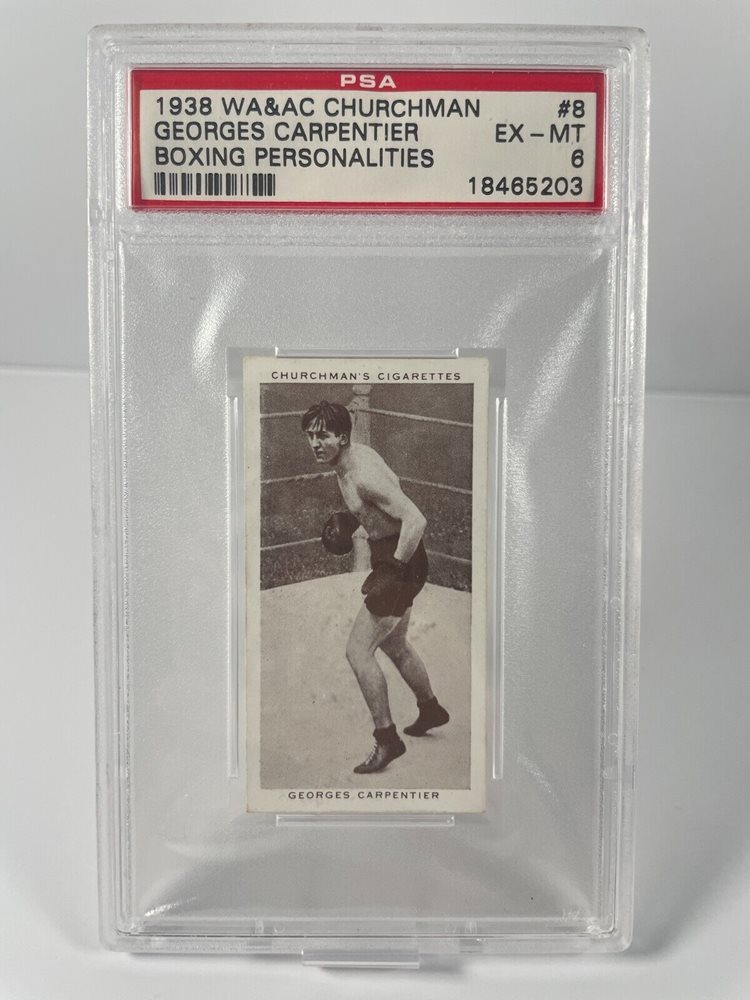 PSA
1938 WA&AC CHURCHMAN #8
GEORGES CARPENTIER EX - MT
BOXING PERSONALITIES 6
18465203
CHURCHMAN'S CIGARETTES
GEORGES CARPENTIER